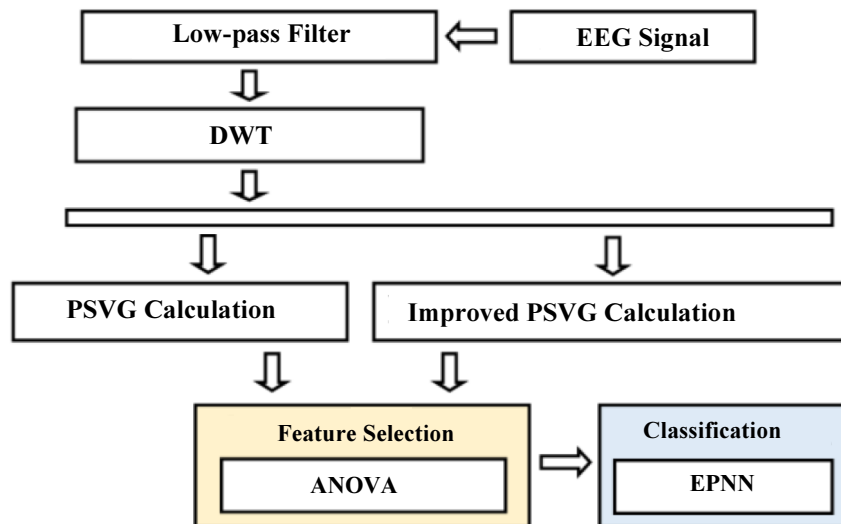 EEG Signal
Low-pass Filter
DWT
PSVG Calculation
Improved PSVG Calculation
Feature Selection
ANOVA
Classification
EPNN